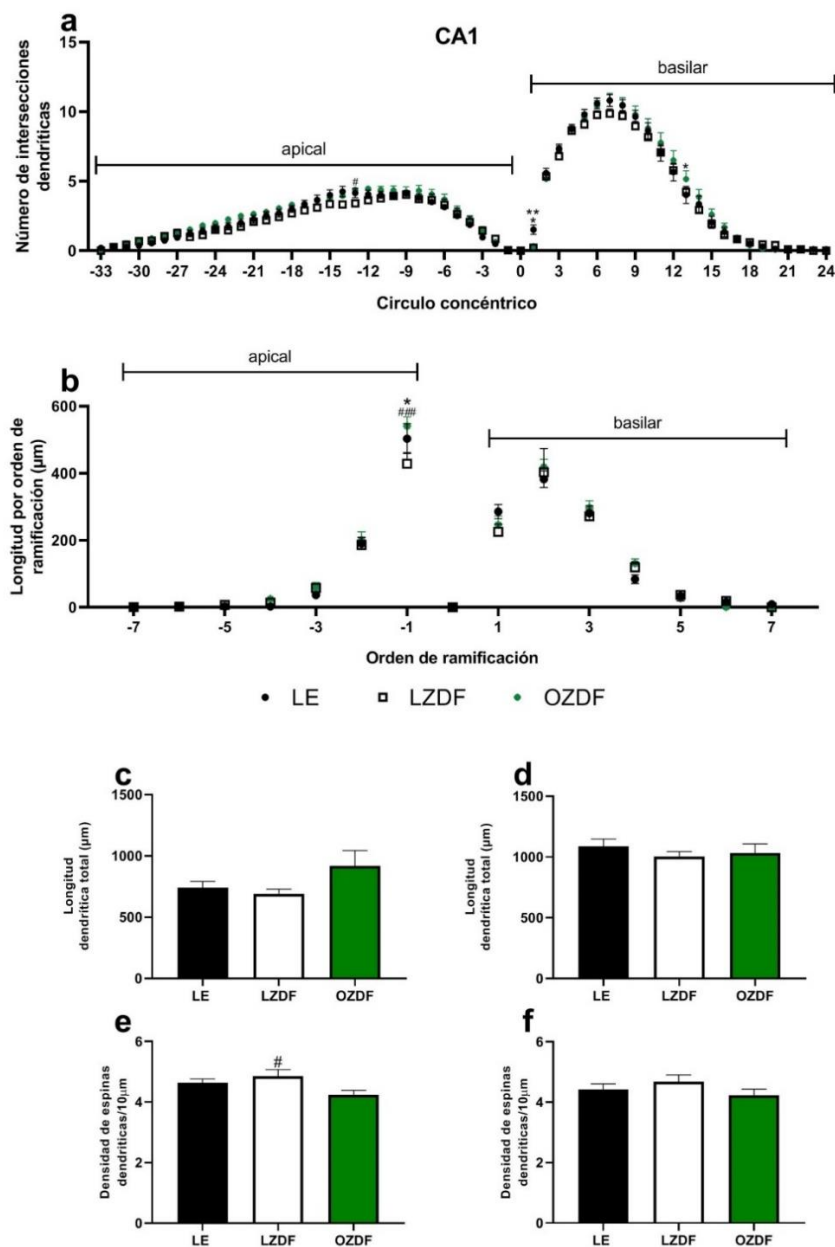 a
CA1
Número de intersecciones
dendríticas
15
10
5
0
apical
basilar
#
**
*
*
-33 -30 -27 -24 -21 -18 -15 -12 -9 -6 -3 0 3 6 9 12 15 18 21 24
Circulo concéntrico
b
Longitud por orden de
ramificación (µm)
600
400
200
0
apical
basilar
*
###
-7 -5 -3 -1 1 3 5 7
Orden de ramificación
LE LZDF OZDF
c
Longitud
dendrítica total (µm)
1500
1000
500
0
LE LZDF OZDF
d
Longitud
dendrítica total (µm)
1500
1000
500
0
LE LZDF OZDF
e
Densidad de espinas
dendríticas/10µm
6
4
2
0
#
LE LZDF OZDF
f
Densidad de espinas
dendríticas/10µm
6
4
2
0
LE LZDF OZDF